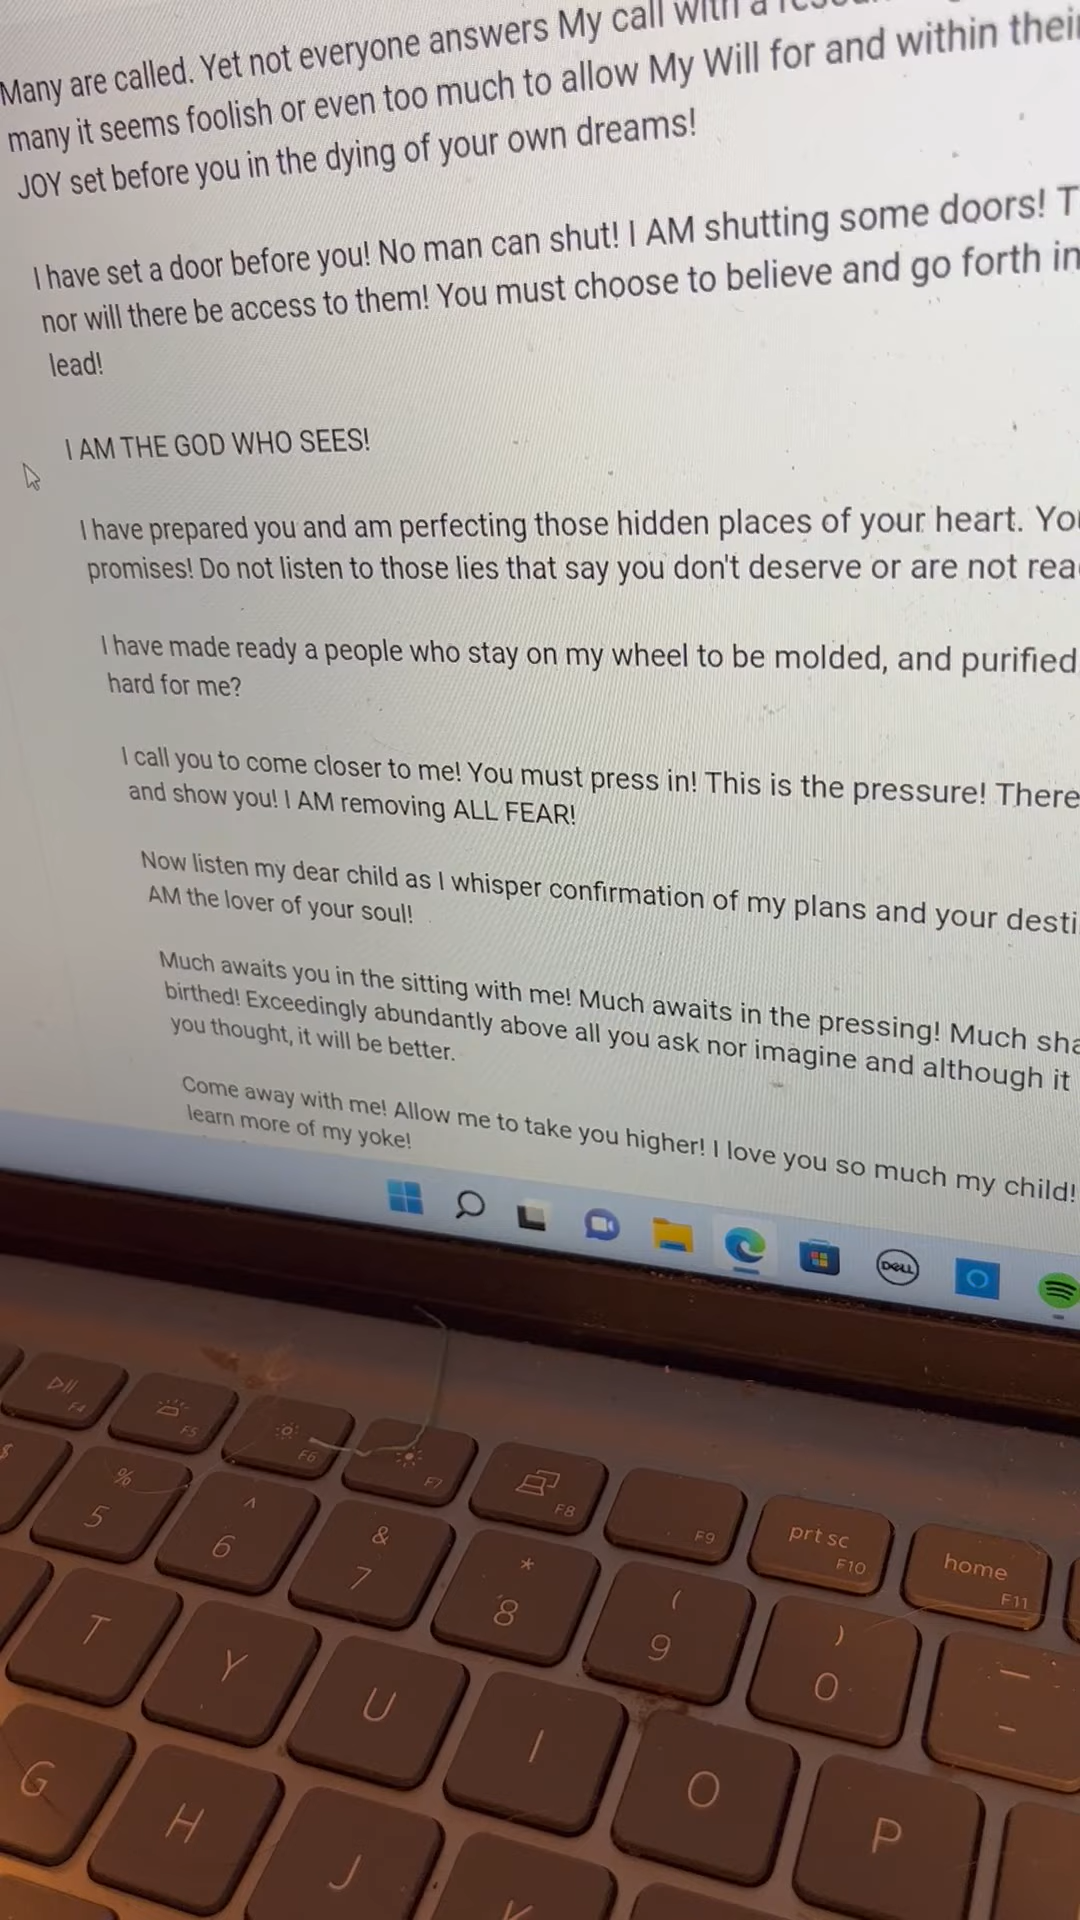 Many are called. Yet not everyone answers My call with a
many it seems foolish or even too much to allow My Will for and within their
JOY set before you in the dying of your own dreams!
I have set a door before you! No man can shut! I AM shutting some doors! T
nor will there be access to them! You must choose to believe and go forth in
lead!
I AM THE GOD WHO SEES!
I have prepared you and am perfecting those hidden places of your heart. Yo
promises! Do not listen to those lies that say you don't deserve or are not rea
I have made ready a people who stay on my wheel to be molded, and purified
hard for me?
I call you to come closer to me! You must press in! This is the pressure! There
and show you! I AM removing ALL FEAR!
Now listen my dear child as I whisper confirmation of my plans and your desti
AM the lover of your soul!
Much awaits you in the sitting with me! Much awaits in the pressing! Much sha
birthed! Exceedingly abundantly above all you ask nor imagine and although it
you thought, it will be better.
Come away with me! Allow me to take you higher! I love you so much my child!
learn more of my yoke!
DELL
F4 F5 F6 F7 F8 F9 prt sc F10 home F11
$ % 5 ^ 6 & 7 * 8 ( 9 ) 0 — -
T Y U I O P
G H J K